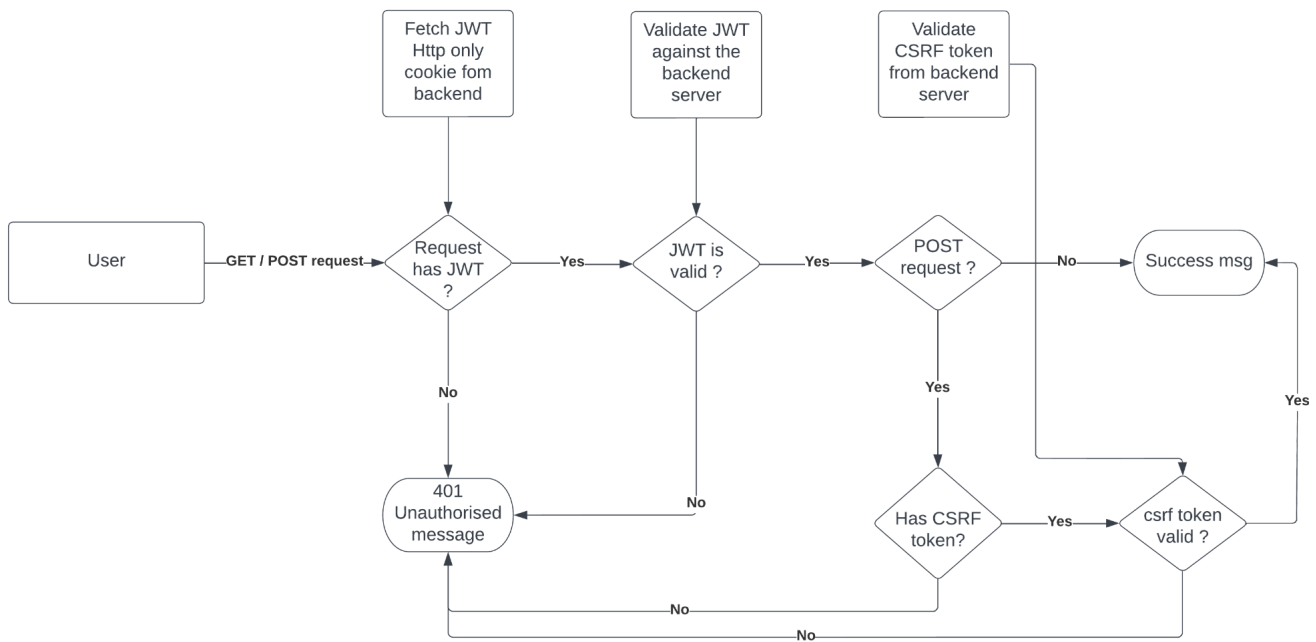 Fetch JWT
Http only
cookie fom
backend
Validate JWT
against the
backend
server
Validate
CSRF token
from backend
server
User
GET / POST request
Request
has JWT
?
Yes
JWT is
valid ?
Yes
POST
request ?
No
Success msg
No
Yes
Yes
No
401
Unauthorised
message
Has CSRF
token?
Yes
csrf token
valid ?
No
No